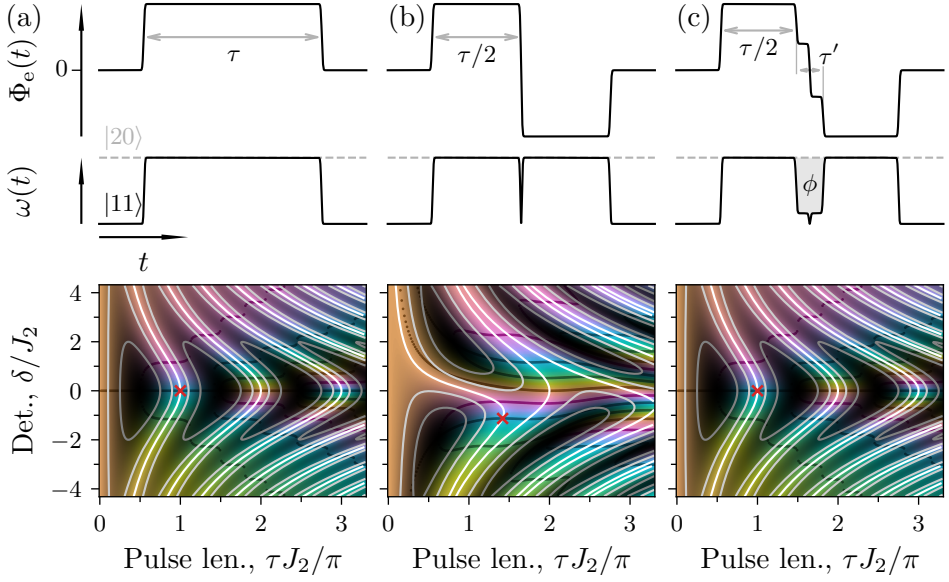 (a) (b) (c)
Φe(t)
0
τ
τ/2
τ/2
τ′
|20⟩
ω(t)
|11⟩
ϕ
t
Det., δ/J2
4
2
0
−2
−4
0 1 2 3
0 1 2 3
0 1 2 3
Pulse len., τJ2/π
Pulse len., τJ2/π
Pulse len., τJ2/π